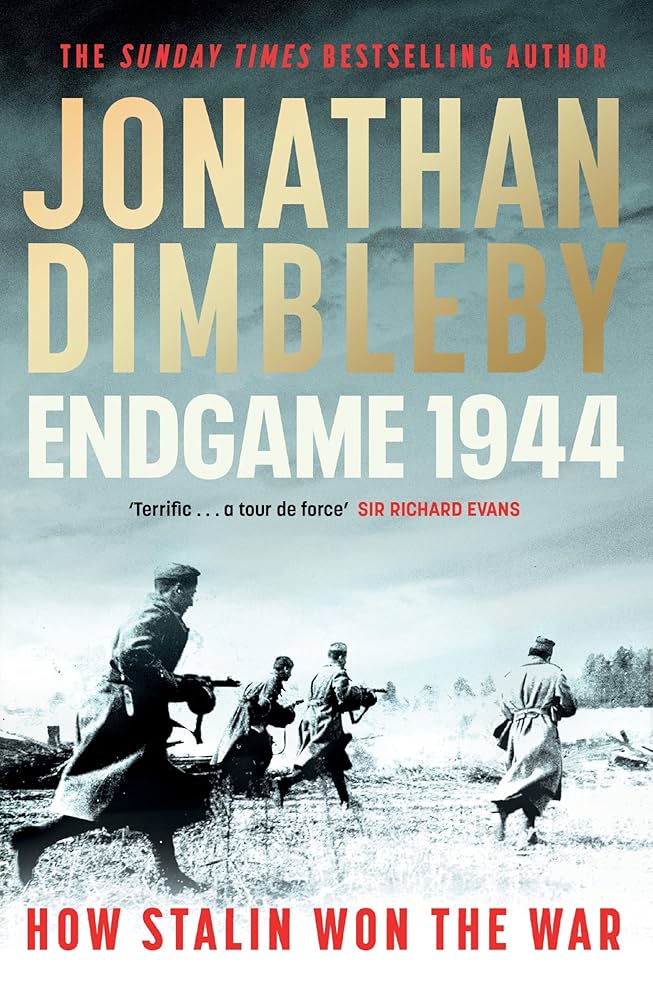 THE SUNDAY TIMES BESTSELLING AUTHOR
JONATHAN
DIMBLEBY
ENDGAME 1944
‘Terrific . . . a tour de force’ SIR RICHARD EVANS
HOW STALIN WON THE WAR